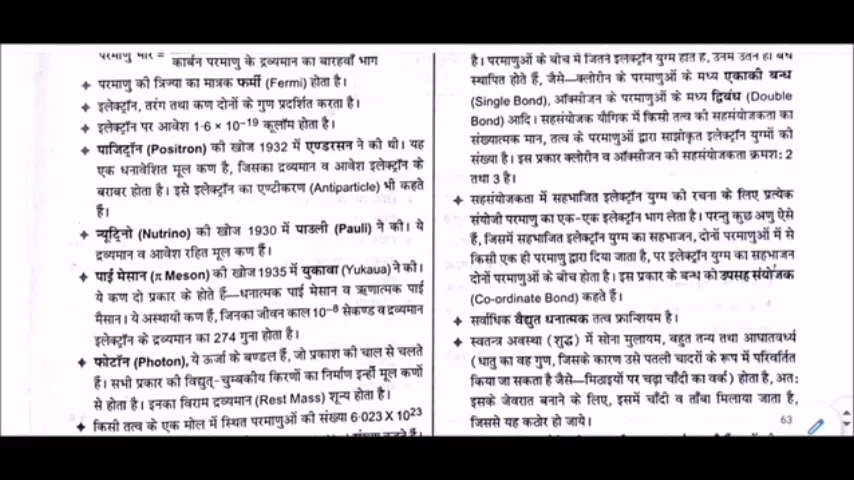 परमाणु भार =
कार्बन परमाणु के द्रव्यमान का बारहवाँ भाग
✦ परमाणु की त्रिज्या का मात्रक फर्मी (Fermi) होता है।
✦ इलेक्ट्रॉन, तरंग तथा कण दोनों के गुण प्रदर्शित करता है।
✦ इलेक्ट्रॉन पर आवेश 1·6 × 10⁻¹⁹ कूलॉम होता है।
✦ पाजिट्रॉन (Positron) की खोज 1932 में एण्डरसन ने की थी। यह
एक धनावेशित मूल कण है, जिसका द्रव्यमान व आवेश इलेक्ट्रॉन के
बराबर होता है। इसे इलेक्ट्रॉन का एण्टीकरण (Antiparticle) भी कहते
हैं।
✦ न्यूट्रिनो (Nutrino) की खोज 1930 में पाउली (Pauli) ने की। ये
द्रव्यमान व आवेश रहित मूल कण हैं।
✦ पाई मेसान (π Meson) की खोज 1935 में युकावा (Yukaua) ने की।
ये कण दो प्रकार के होते हैं—धनात्मक पाई मेसान व ऋणात्मक पाई
मैसान। ये अस्थायी कण हैं, जिनका जीवन काल 10⁻⁸ सेकण्ड व द्रव्यमान
इलेक्ट्रॉन के द्रव्यमान का 274 गुना होता है।
✦ फोटॉन (Photon), ये ऊर्जा के बण्डल हैं, जो प्रकाश की चाल से चलते
हैं। सभी प्रकार की विद्युत्-चुम्बकीय किरणों का निर्माण इन्हीं मूल कणों
से होता है। इनका विराम द्रव्यमान (Rest Mass) शून्य होता है।
✦ किसी तत्व के एक मोल में स्थित परमाणुओं की संख्या 6·023 X 10²³
है। परमाणुओं के बीच में जितने इलेक्ट्रॉन युग्म होते हैं, उनमें उतने ही बंध
स्थापित होते हैं, जैसे—क्लोरीन के परमाणुओं के मध्य एकाकी बन्ध
(Single Bond), ऑक्सीजन के परमाणुओं के मध्य द्विबंध (Double
Bond) आदि। सहसंयोजक यौगिक में किसी तत्व की सहसंयोजकता का
संख्यात्मक मान, तत्व के परमाणुओं द्वारा साझोकृत इलेक्ट्रॉन युग्मों की
संख्या है। इस प्रकार क्लोरीन व ऑक्सीजन की सहसंयोजकता क्रमशः 2
तथा 3 है।
✦ सहसंयोजकता में सहभाजित इलेक्ट्रॉन युग्म की रचना के लिए प्रत्येक
संयोजी परमाणु का एक-एक इलेक्ट्रॉन भाग लेता है। परन्तु कुछ अणु ऐसे
हैं, जिसमें सहभाजित इलेक्ट्रॉन युग्म का सहभाजन, दोनों परमाणुओं में से
किसी एक ही परमाणु द्वारा दिया जाता है, पर इलेक्ट्रॉन युग्म का सहभाजन
दोनों परमाणुओं के बीच होता है। इस प्रकार के बन्ध को उपसह संयोजक
(Co-ordinate Bond) कहते हैं।
✦ सर्वाधिक वैद्युत धनात्मक तत्व फ्रान्शियम है।
✦ स्वतन्त्र अवस्था (शुद्ध) में सोना मुलायम, बहुत तन्य तथा आघातवर्ध्य
(धातु का वह गुण, जिसके कारण उसे पतली चादरों के रूप में परिवर्तित
किया जा सकता है जैसे—मिठाइयों पर चढ़ा चाँदी का वर्क) होता है, अतः
इसके जेवरात बनाने के लिए, इसमें चाँदी व ताँबा मिलाया जाता है,
जिससे यह कठोर हो जाये।
63